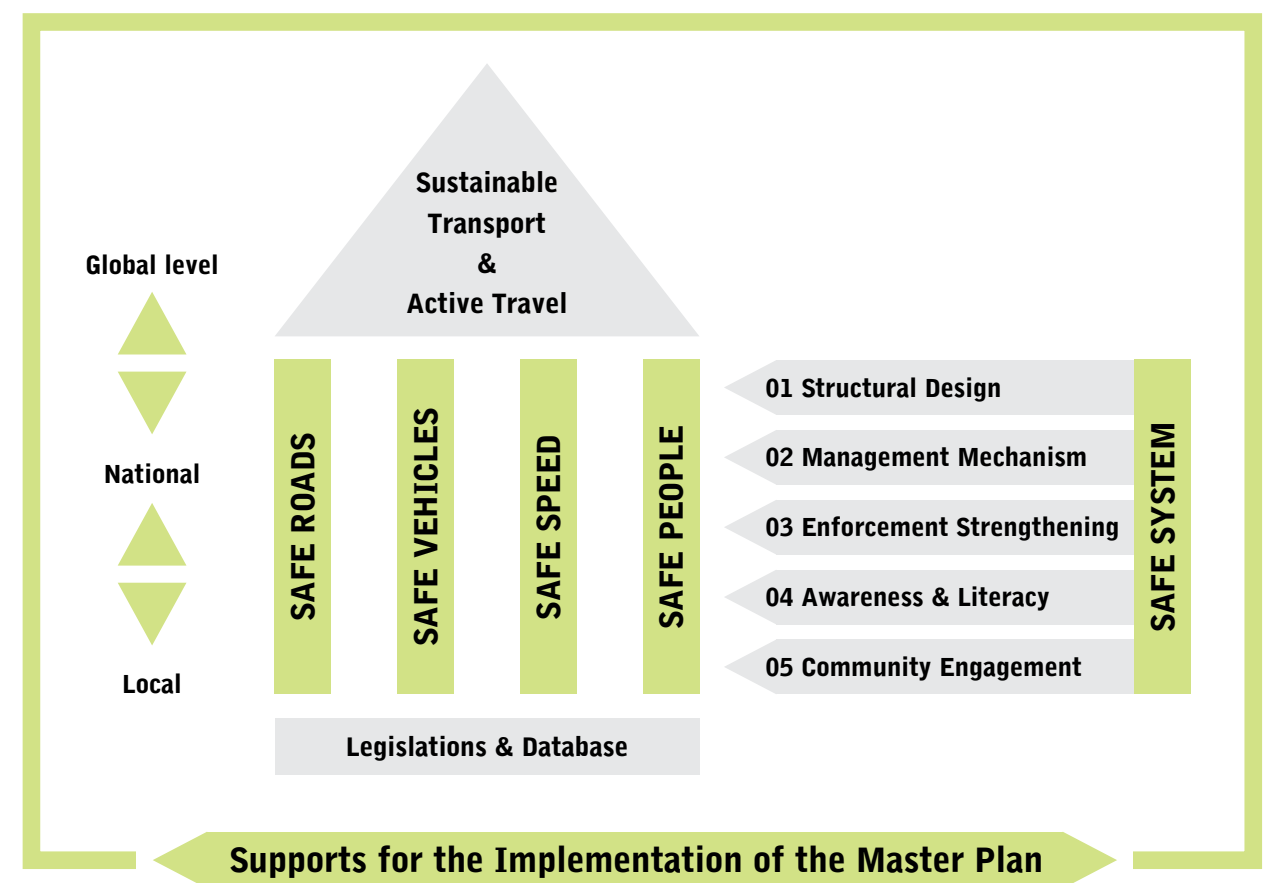 Sustainable
Transport
&
Active Travel
Global level
National
Local
SAFE ROADS
SAFE VEHICLES
SAFE SPEED
SAFE PEOPLE
01 Structural Design
02 Management Mechanism
03 Enforcement Strengthening
04 Awareness & Literacy
05 Community Engagement
SAFE SYSTEM
Legislations & Database
Supports for the Implementation of the Master Plan